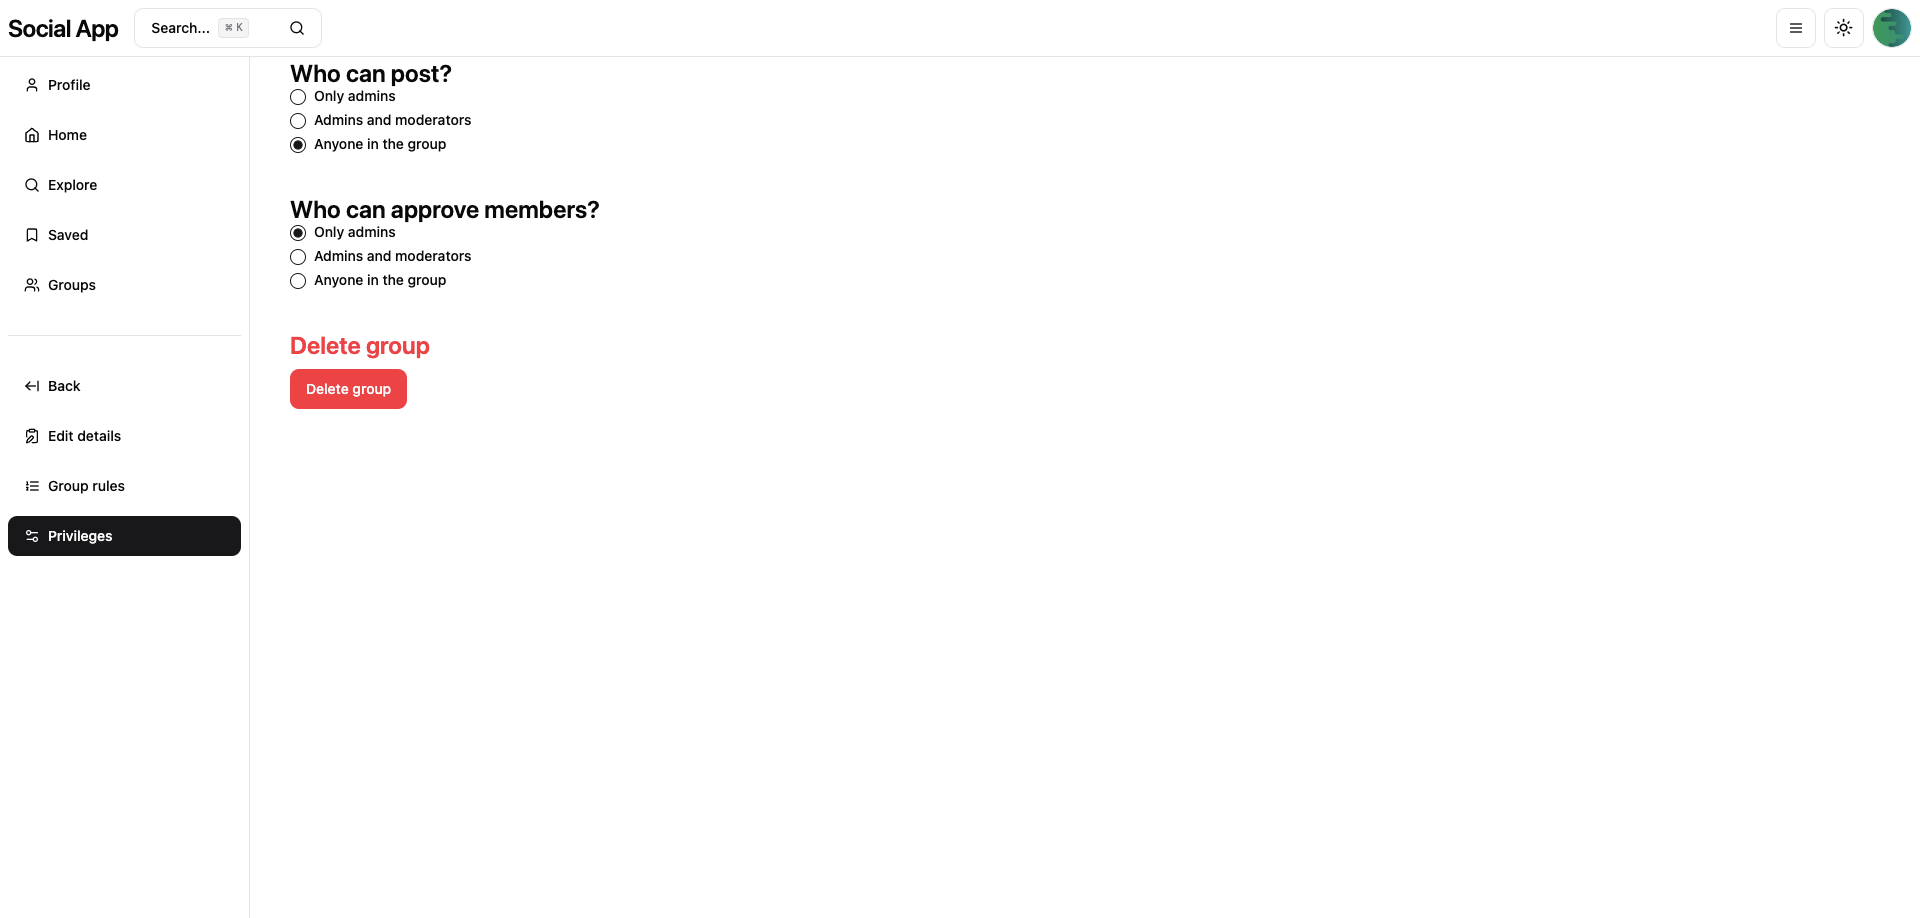 Social App
Search... ⌘ K
Profile
Home
Explore
Saved
Groups
Back
Edit details
Group rules
Privileges
Who can post?
Only admins
Admins and moderators
Anyone in the group
Who can approve members?
Only admins
Admins and moderators
Anyone in the group
Delete group
Delete group